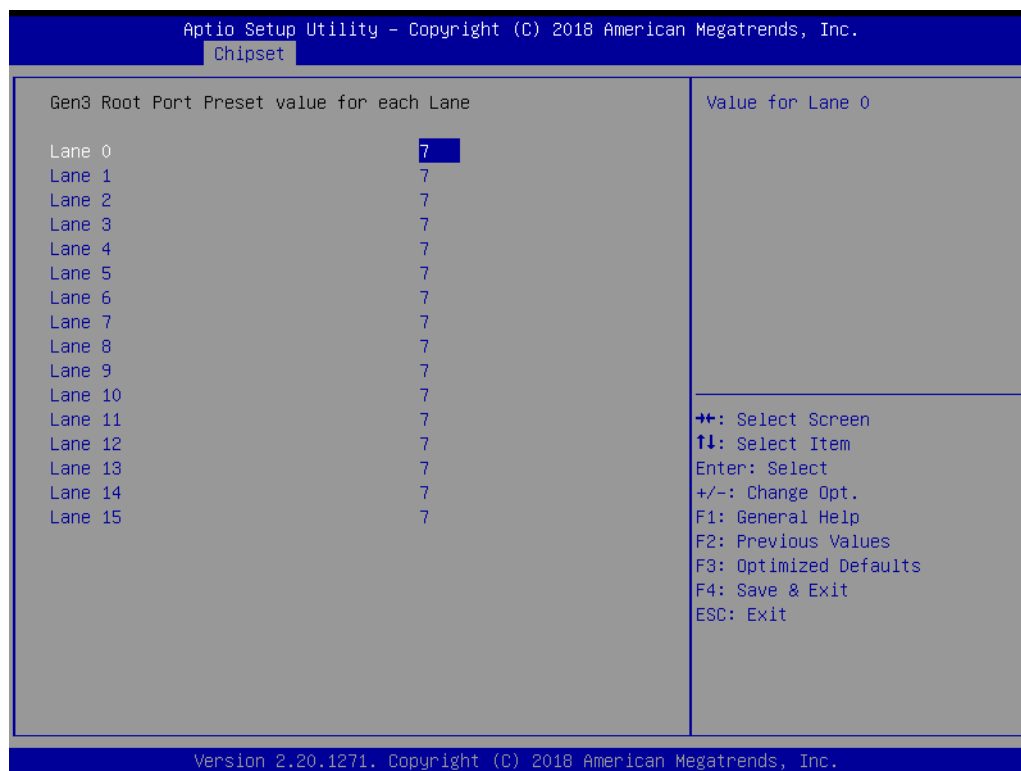 Aptio Setup Utility – Copyright (C) 2018 American Megatrends, Inc.
Chipset
Gen3 Root Port Preset value for each Lane
Value for Lane 0
Lane 0 7
Lane 1 7
Lane 2 7
Lane 3 7
Lane 4 7
Lane 5 7
Lane 6 7
Lane 7 7
Lane 8 7
Lane 9 7
Lane 10 7
Lane 11 7
Lane 12 7
Lane 13 7
Lane 14 7
Lane 15 7
→←: Select Screen
↑↓: Select Item
Enter: Select
+/-: Change Opt.
F1: General Help
F2: Previous Values
F3: Optimized Defaults
F4: Save & Exit
ESC: Exit
Version 2.20.1271. Copyright (C) 2018 American Megatrends, Inc.